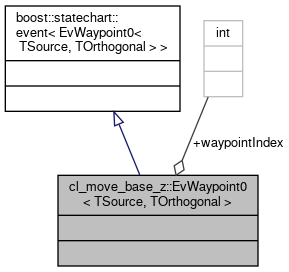 boost::statechart::
event< EvWaypoint0<
TSource, TOrthogonal > >
int
+waypointIndex
cl_move_base_z::EvWaypoint0
< TSource, TOrthogonal >